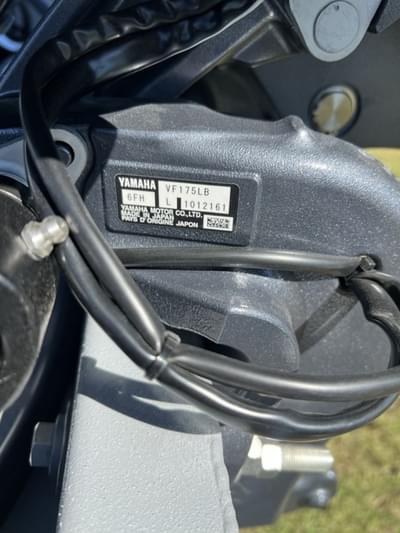 YAMAHA VF175LB
6FH L 1012161
YAMAHA MOTOR CO.,LTD.
MADE IN JAPAN
PAYS D'ORIGINE JAPON